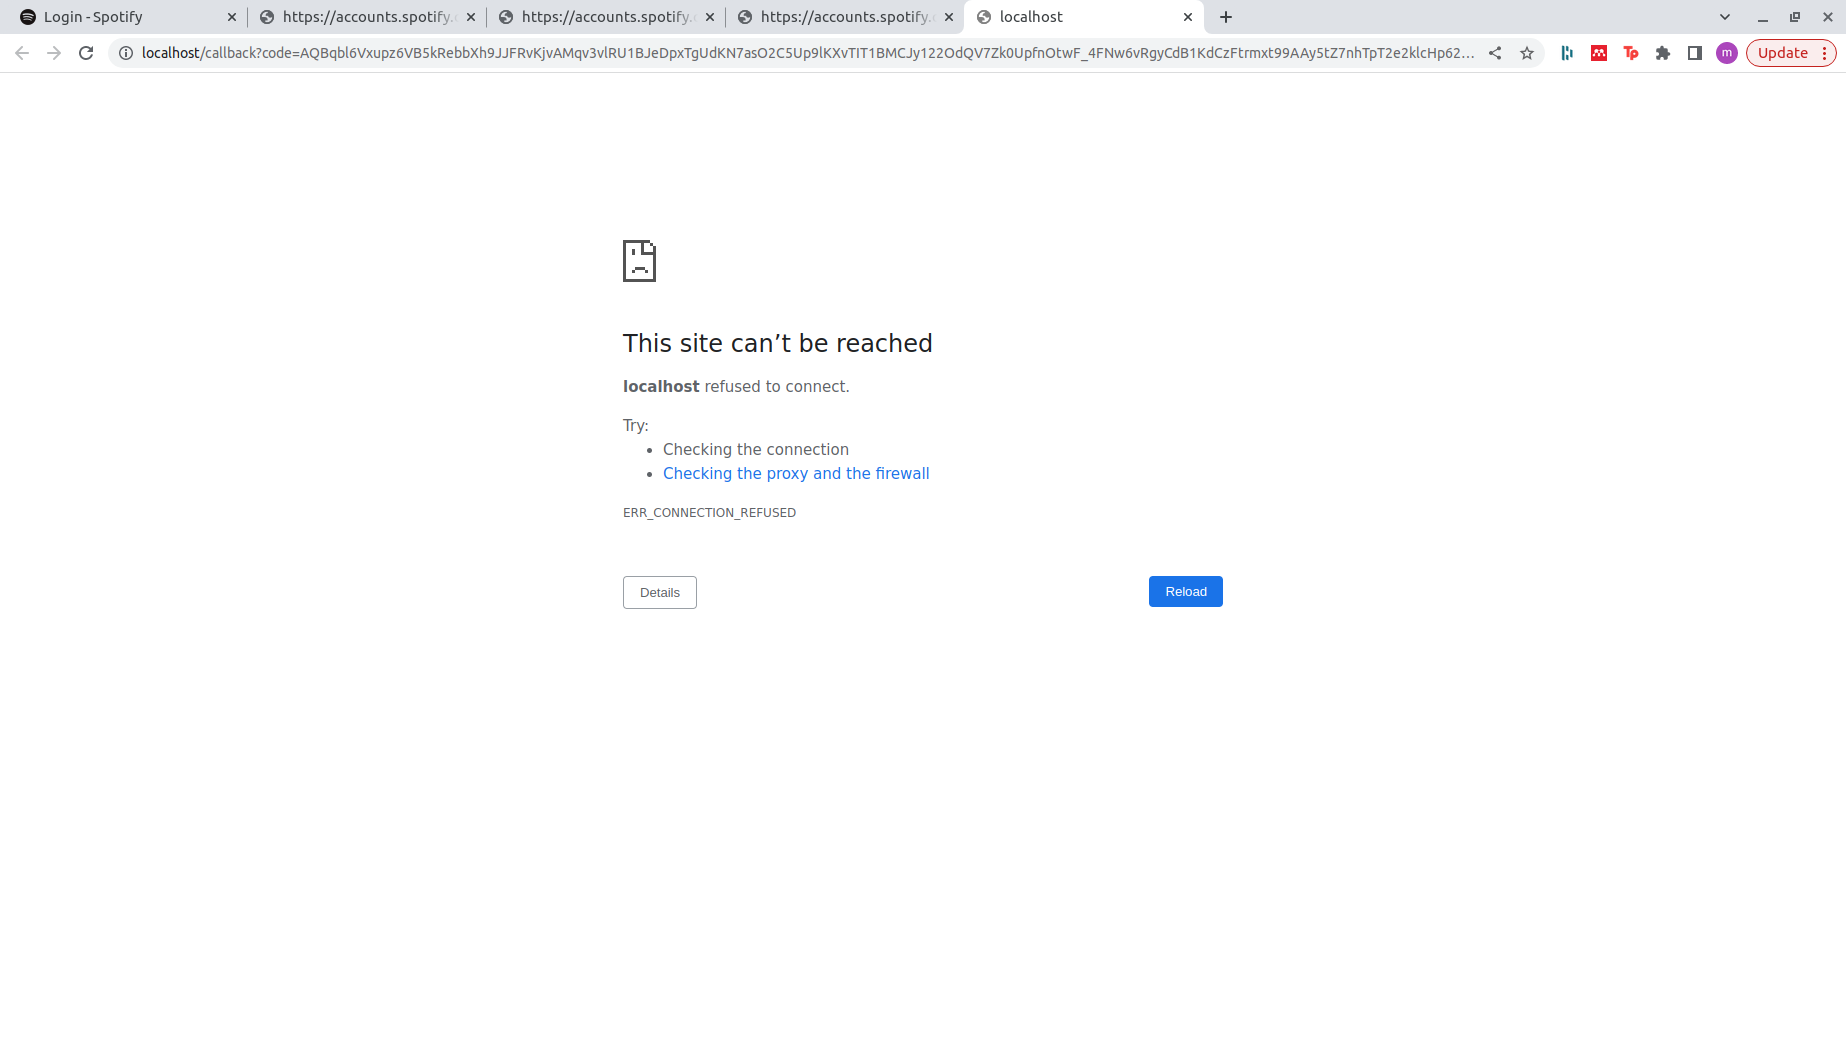 Login - Spotify
https://accounts.spotify.
https://accounts.spotify.
https://accounts.spotify.
localhost
localhost/callback?code=AQBqbl6Vxupz6VB5kRebbXh9JJFRvKjvAMqv3vlRU1BJeDpxTgUdKN7asO2C5Up9lKXvTIT1BMCJy122OdQV7Zk0UpfnOtwF_4FNw6vRgyCdB1KdCzFtrmxt99AAy5tZ7nhTpT2e2klcHp62...
m
Update
This site can’t be reached
localhost refused to connect.
Try:
Checking the connection
Checking the proxy and the firewall
ERR_CONNECTION_REFUSED
Details
Reload